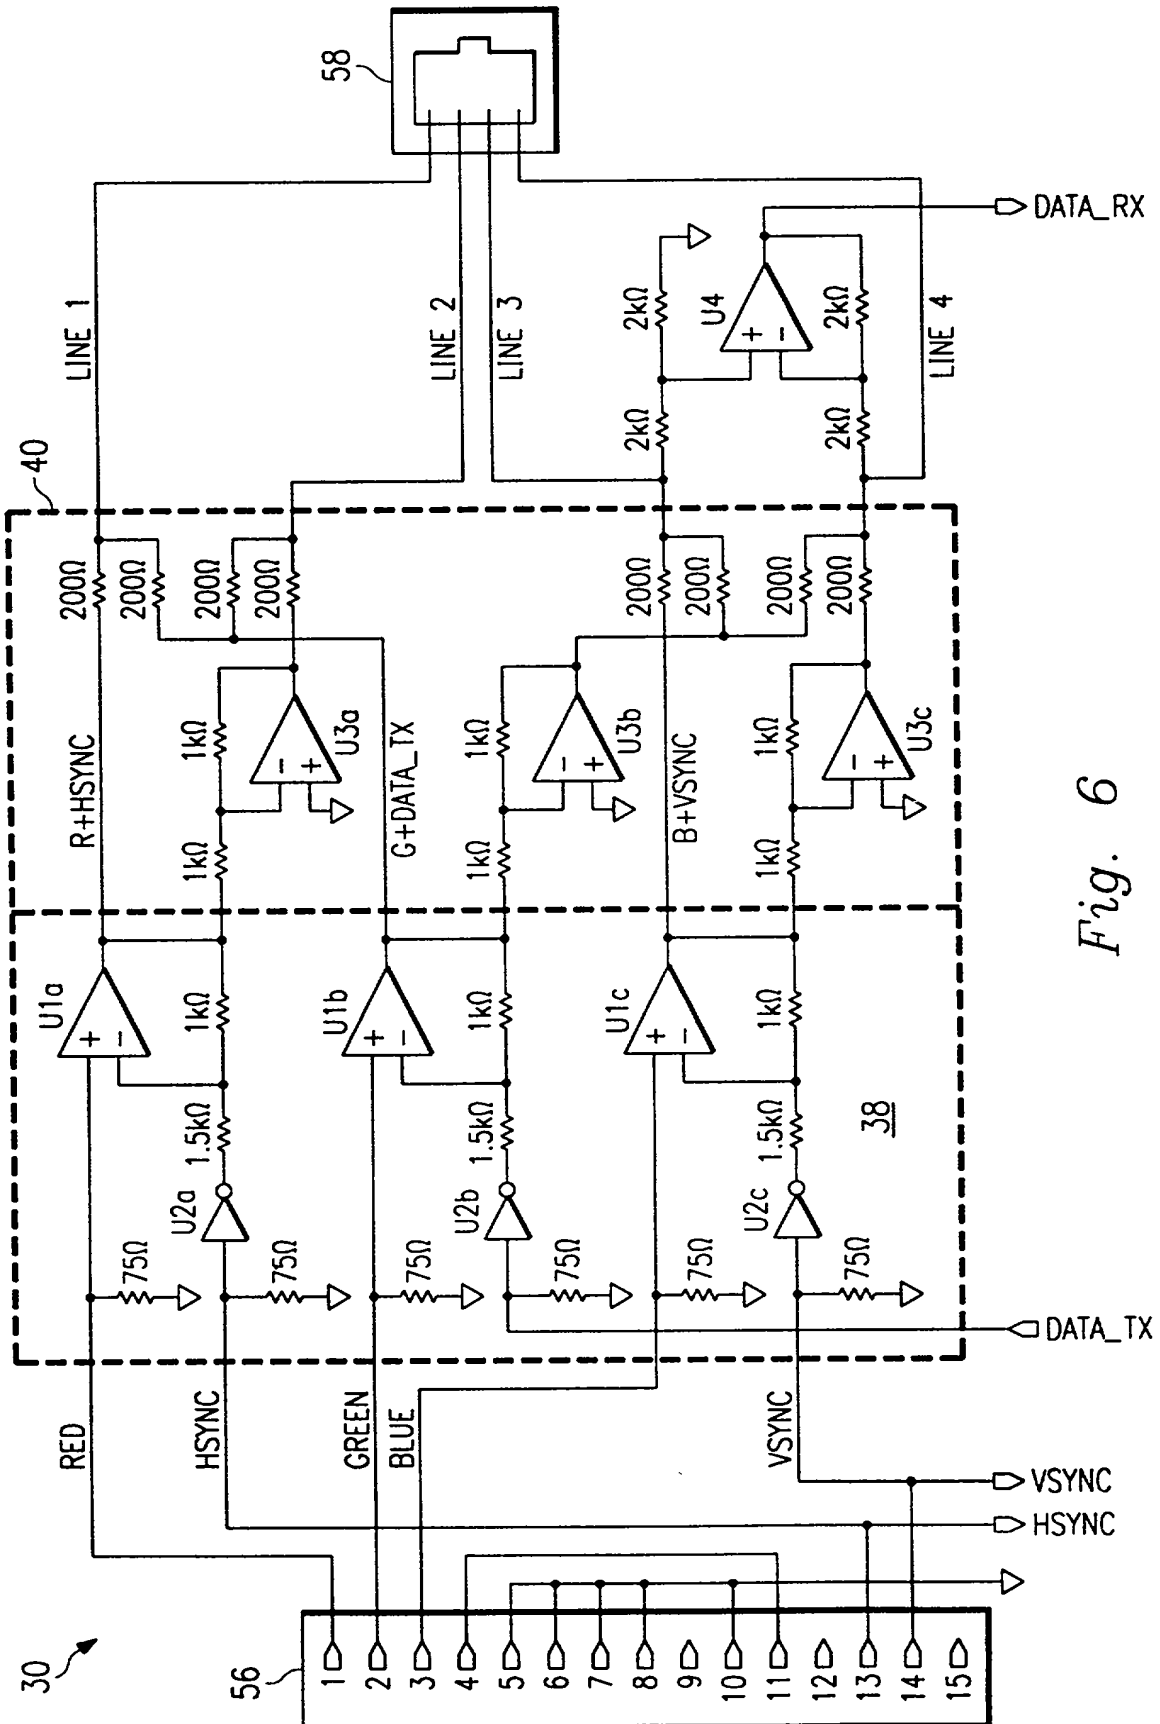 30
56
1
2
3
4
5
6
7
8
9
10
11
12
13
14
15
RED
HSYNC
GREEN
BLUE
VSYNC
HSYNC
VSYNC
DATA_TX
38
75Ω
75Ω
75Ω
75Ω
75Ω
75Ω
U2a
U2b
U2c
1.5kΩ
1.5kΩ
1.5kΩ
U1a
+
−
U1b
+
−
U1c
+
−
1kΩ
1kΩ
1kΩ
40
R+HSYNC
G+DATA_TX
B+VSYNC
1kΩ
1kΩ
1kΩ
1kΩ
1kΩ
1kΩ
−
+
U3a
−
+
U3b
−
+
U3c
200Ω
200Ω
200Ω
200Ω
200Ω
200Ω
200Ω
200Ω
LINE 1
LINE 2
LINE 3
LINE 4
2kΩ
2kΩ
2kΩ
2kΩ
U4
+
−
DATA_RX
58
Fig. 6